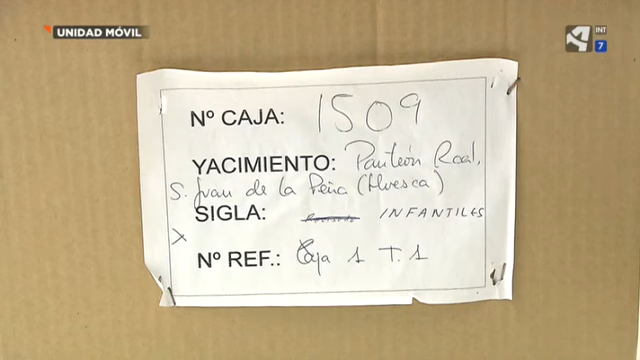 UNIDAD MÓVIL
INT
7
Nº CAJA: 1509
YACIMIENTO: Panteón Real,
S. Juan de la Peña (Huesca)
SIGLA: INFANTILES
X
Nº REF.: Caja 1 T. 1